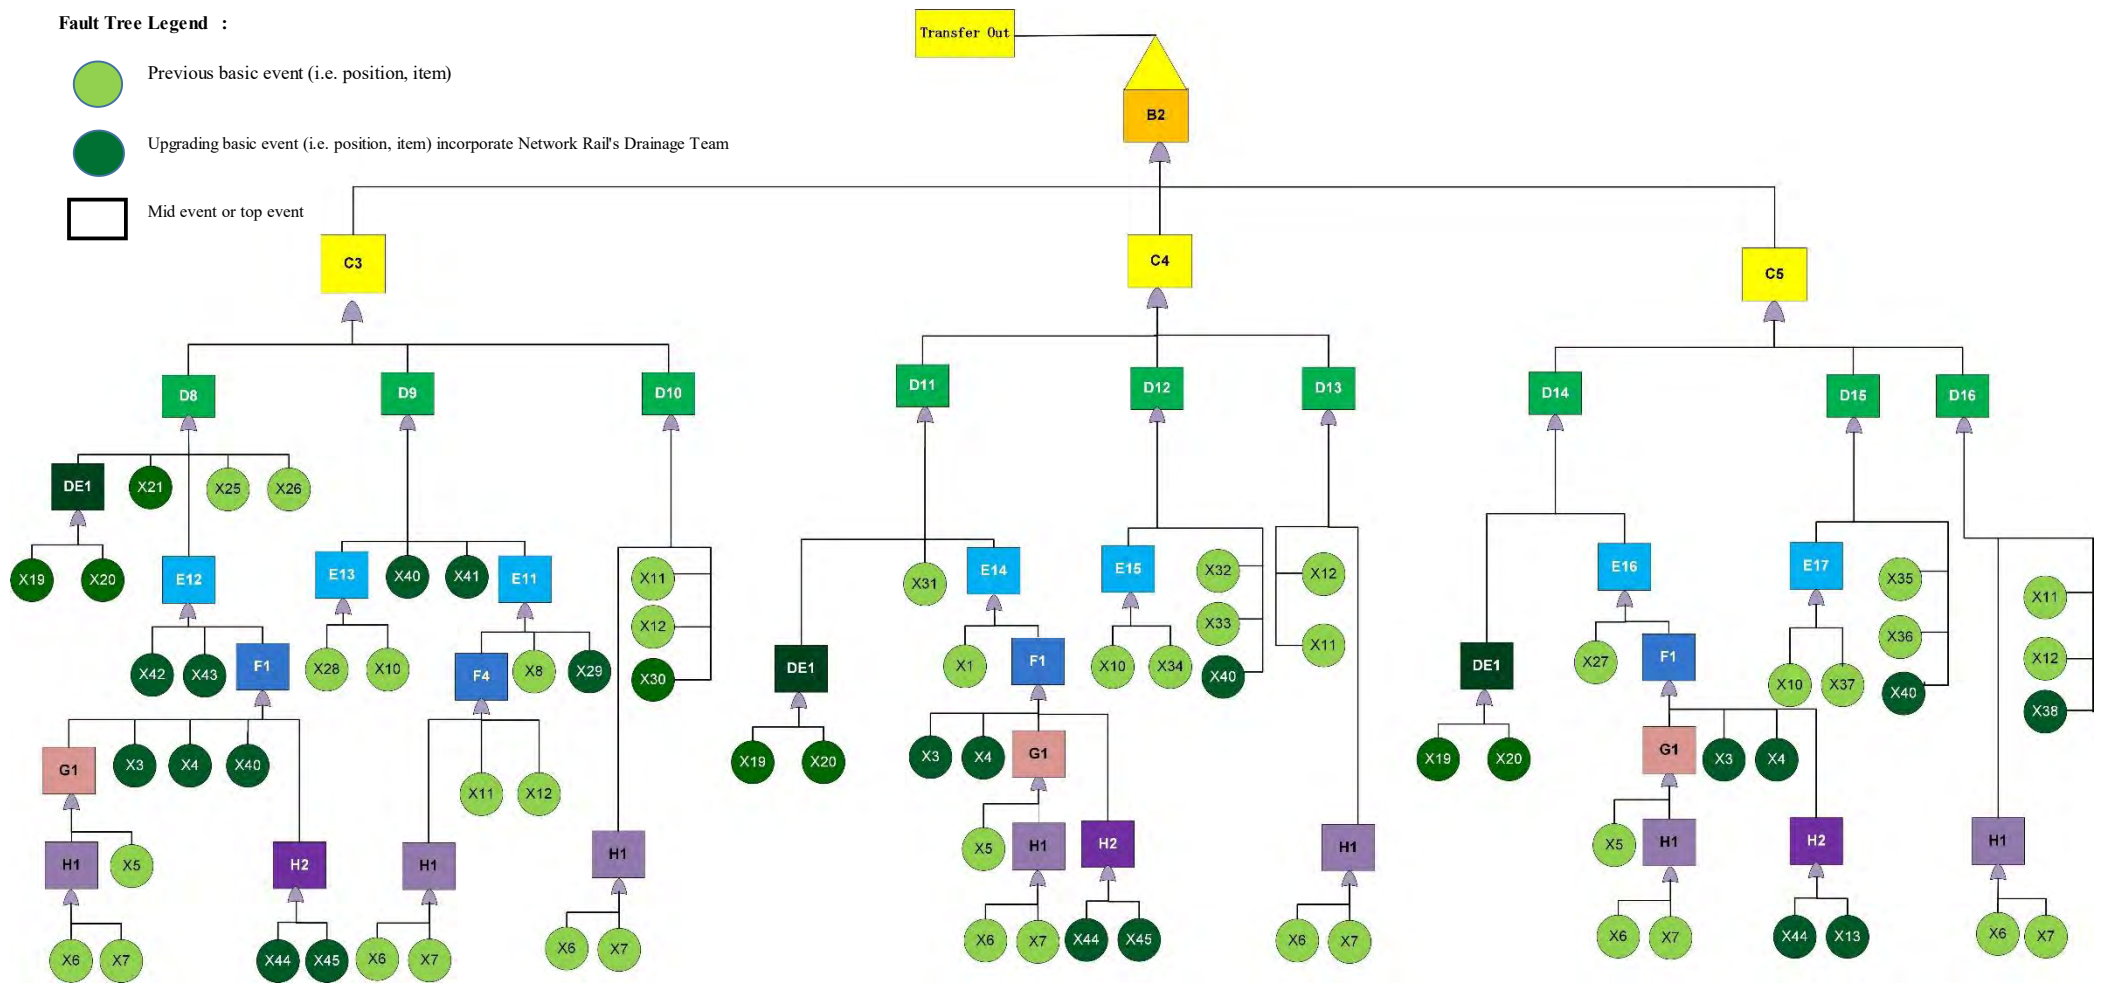 Fault Tree Legend :
Previous basic event (i.e. position, item)
Upgrading basic event (i.e. position, item) incorporate Network Rail's Drainage Team
Mid event or top event
Transfer Out
B2
C3
C4
C5
D8
D9
D10
D11
D12
D13
D14
D15
D16
DE1
X21
X25
X26
X19
X20
E12
E13
X40
X41
E11
X11
X12
X30
X42
X43
F1
X28
X10
F4
X8
X29
G1
X3
X4
X40
X11
X12
H1
X5
H2
H1
H1
X6
X7
X44
X45
X6
X7
X6
X7
X31
E14
E15
X32
X33
X40
X12
X11
DE1
X1
F1
X10
X34
X19
X20
X3
X4
G1
X5
H1
H2
H1
X6
X7
X44
X45
X6
X7
E16
E17
X35
X36
X40
X11
X12
X38
DE1
X27
F1
X10
X37
X19
X20
G1
X3
X4
X5
H1
H2
H1
X6
X7
X44
X13
X6
X7